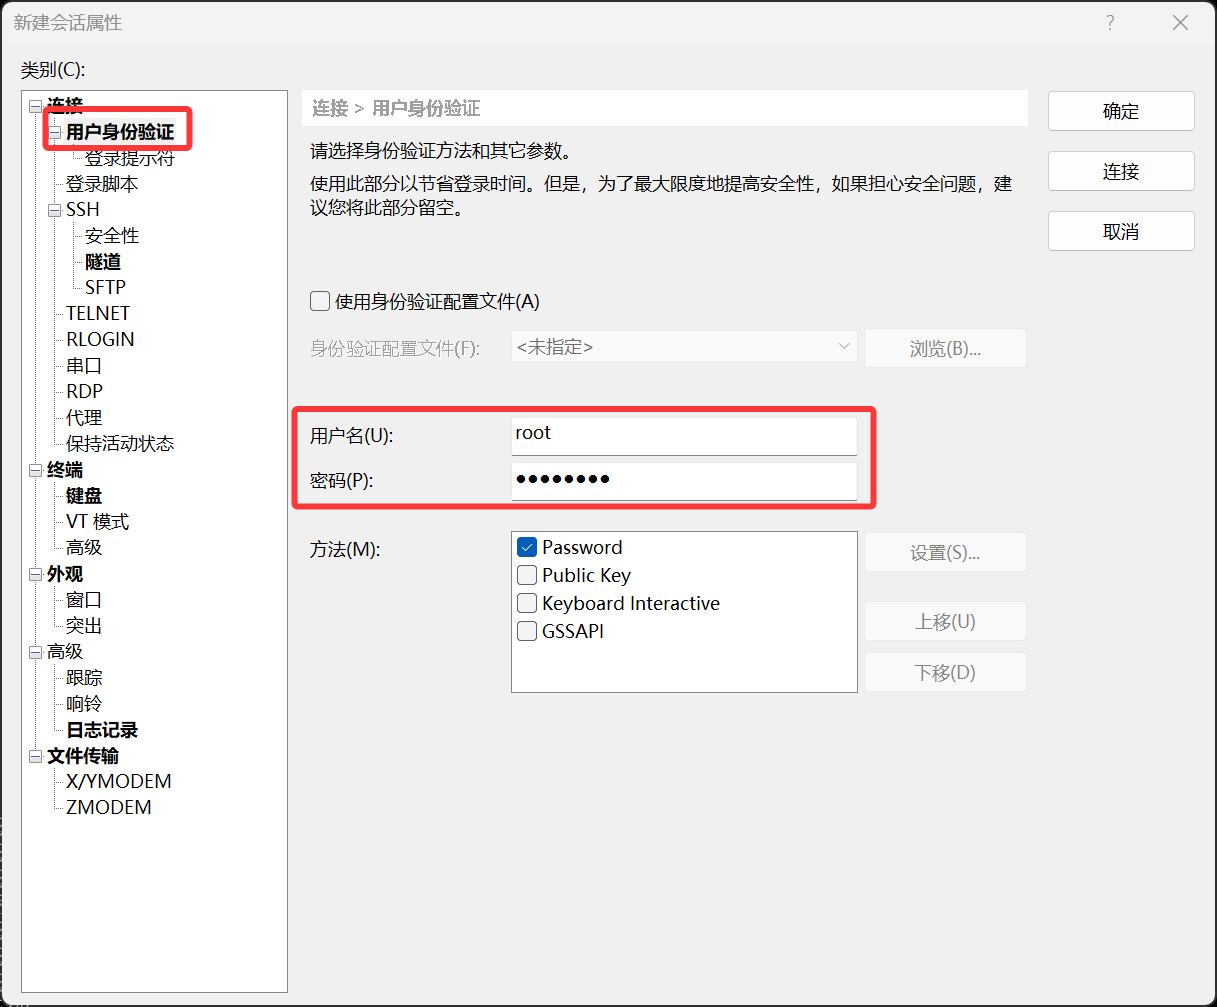 新建会话属性
类别(C):
连接
用户身份验证
登录提示符
登录脚本
SSH
安全性
隧道
SFTP
TELNET
RLOGIN
串口
RDP
代理
保持活动状态
终端
键盘
VT 模式
高级
外观
窗口
突出
高级
跟踪
响铃
日志记录
文件传输
X/YMODEM
ZMODEM
连接 > 用户身份验证
请选择身份验证方法和其它参数。
使用此部分以节省登录时间。但是，为了最大限度地提高安全性，如果担心安全问题，建
议您将此部分留空。
使用身份验证配置文件(A)
身份验证配置文件(F): <未指定> 浏览(B)...
用户名(U): root
密码(P): ●●●●●●●●
方法(M):
Password
Public Key
Keyboard Interactive
GSSAPI
设置(S)...
上移(U)
下移(D)
确定
连接
取消